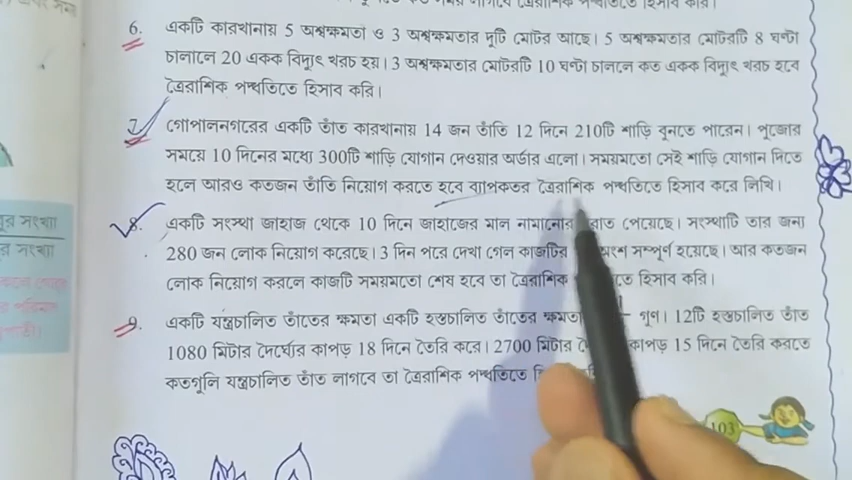 ত্রৈরাশিক পদ্ধতিতে হিসাব করি।
6. একটি কারখানায় 5 অশ্বক্ষমতা ও 3 অশ্বক্ষমতার দুটি মোটর আছে। 5 অশ্বক্ষমতার মোটরটি 8 ঘণ্টা
চালালে 20 একক বিদ্যুৎ খরচ হয়। 3 অশ্বক্ষমতার মোটরটি 10 ঘণ্টা চললে কত একক বিদ্যুৎ খরচ হবে
ত্রৈরাশিক পদ্ধতিতে হিসাব করি।
7. গোপালনগরের একটি তাঁত কারখানায় 14 জন তাঁতি 12 দিনে 210টি শাড়ি বুনতে পারেন। পুজোর
সময়ে 10 দিনের মধ্যে 300টি শাড়ি যোগান দেওয়ার অর্ডার এলো। সময়মতো সেই শাড়ি যোগান দিতে
হলে আরও কতজন তাঁতি নিয়োগ করতে হবে ব্যাপকতর ত্রৈরাশিক পদ্ধতিতে হিসাব করে লিখি।
8. একটি সংস্থা জাহাজ থেকে 10 দিনে জাহাজের মাল নামানোর পেয়েছে। সংস্থাটি তার জন্য
280 জন লোক নিয়োগ করেছে। 3 দিন পরে দেখা গেল কাজটির অংশ সম্পূর্ণ হয়েছে। আর কতজন
লোক নিয়োগ করলে কাজটি সময়মতো শেষ হবে তা ত্রৈরাশিক হিসাব করি।
9. একটি যন্ত্রচালিত তাঁতের ক্ষমতা একটি হস্তচালিত তাঁতের ক্ষমতা গুণ। 12টি হস্তচালিত তাঁত
1080 মিটার দৈর্ঘ্যের কাপড় 18 দিনে তৈরি করে। 2700 মিটার কাপড় 15 দিনে তৈরি করতে
কতগুলি যন্ত্রচালিত তাঁত লাগবে তা ত্রৈরাশিক পদ্ধতিতে
103
র সংখ্যা
র সংখ্যা